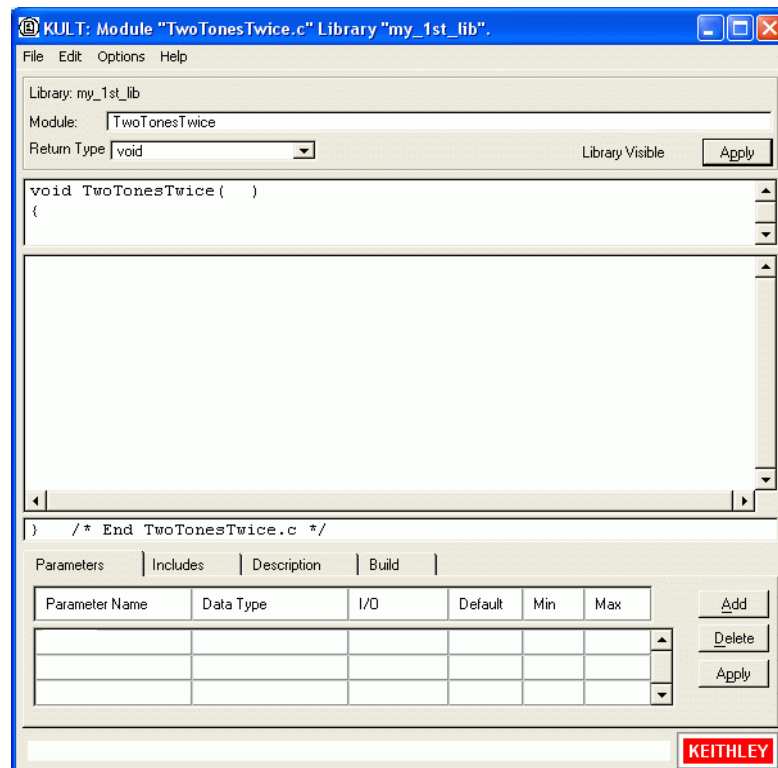 KULT: Module "TwoTonesTwice.c" Library "my_1st_lib".
File Edit Options Help
Library: my_1st_lib
Module: TwoTonesTwice
Return Type void Library Visible Apply
void TwoTonesTwice( )
{
} /* End TwoTonesTwice.c */
Parameters Includes Description Build
Parameter Name Data Type I/O Default Min Max Add
Delete
Apply
KEITHLEY